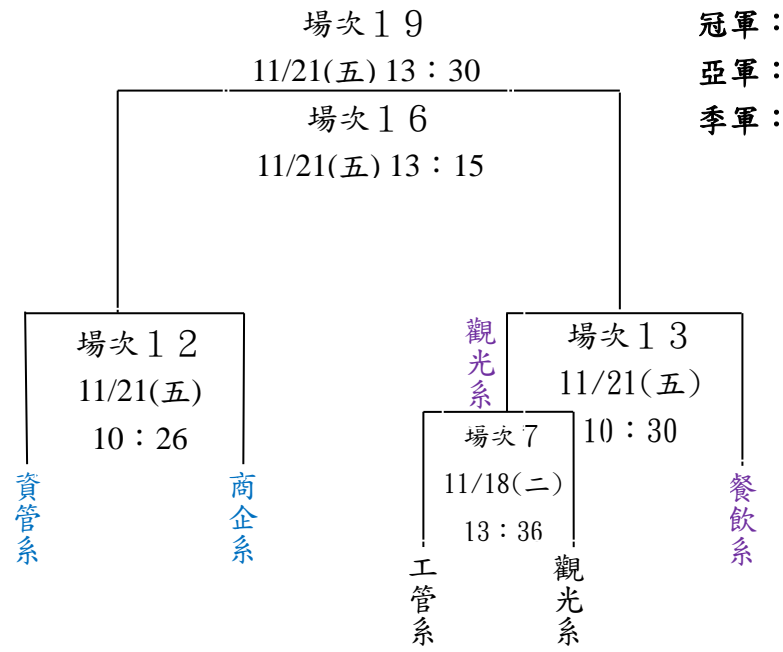 場次１９
11/21(五) 13：30
冠軍：
亞軍：
季軍：
場次１６
11/21(五) 13：15
場次１２
11/21(五)
10：26
觀光系
場次１３
11/21(五)
10：30
場次7
11/18(二)
13：36
資管系
商企系
工管系
觀光系
餐飲系